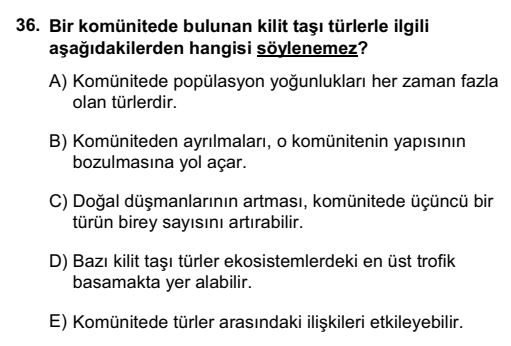 36. Bir komünitede bulunan kilit taşı türlerle ilgili
aşağıdakilerden hangisi söylenemez?
A) Komünitede popülasyon yoğunlukları her zaman fazla
olan türlerdir.
B) Komüniteden ayrılmaları, o komünitenin yapısının
bozulmasına yol açar.
C) Doğal düşmanlarının artması, komünitede üçüncü bir
türün birey sayısını artırabilir.
D) Bazı kilit taşı türler ekosistemlerdeki en üst trofik
basamakta yer alabilir.
E) Komünitede türler arasındaki ilişkileri etkileyebilir.